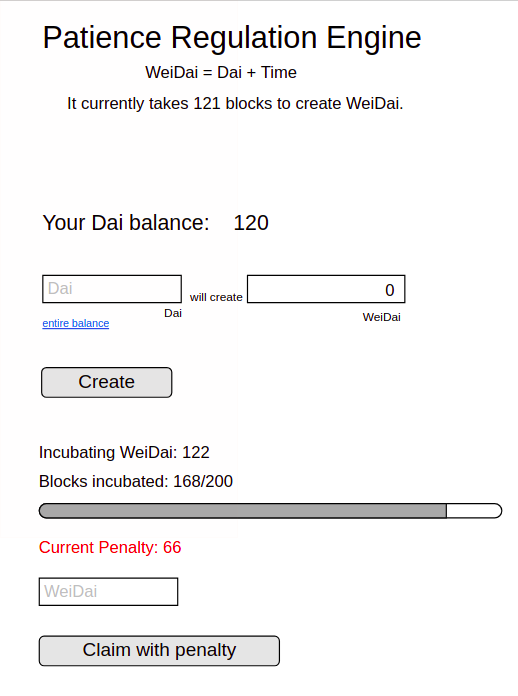 Patience Regulation Engine
WeiDai = Dai + Time
It currently takes 121 blocks to create WeiDai.
Your Dai balance: 120
Dai will create 0
Dai WeiDai
entire balance
Create
Incubating WeiDai: 122
Blocks incubated: 168/200
Current Penalty: 66
WeiDai
Claim with penalty